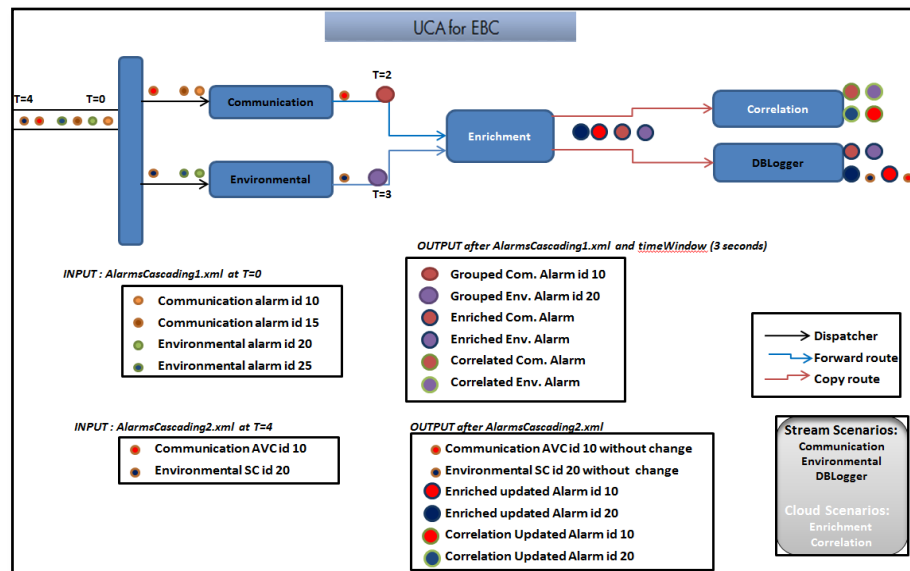 UCA for EBC
T=4
T=0
T=2
Communication
Environmental
T=3
Enrichment
Correlation
DBLogger
INPUT : AlarmsCascading1.xml at T=0
Communication alarm id 10
Communication alarm id 15
Environmental alarm id 20
Environmental alarm id 25
OUTPUT after AlarmsCascading1.xml and timeWindow (3 seconds)
Grouped Com. Alarm id 10
Grouped Env. Alarm id 20
Enriched Com. Alarm
Enriched Env. Alarm
Correlated Com. Alarm
Correlated Env. Alarm
Dispatcher
Forward route
Copy route
INPUT : AlarmsCascading2.xml at T=4
Communication AVC id 10
Environmental SC id 20
OUTPUT after AlarmsCascading2.xml
Communication AVC id 10 without change
Environmental SC id 20 without change
Enriched updated Alarm id 10
Enriched updated Alarm id 20
Correlation Updated Alarm id 10
Correlation Updated Alarm id 20
Stream Scenarios:
Communication
Environmental
DBLogger
Cloud Scenarios:
Enrichment
Correlation